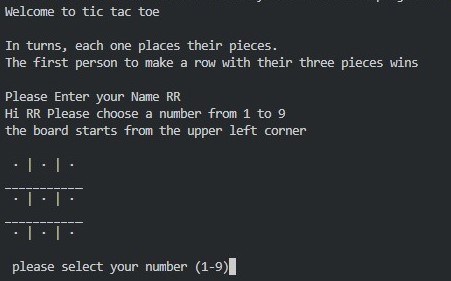 Welcome to tic tac toe
In turns, each one places their pieces.
The first person to make a row with their three pieces wins
Please Enter your Name RR
Hi RR Please choose a number from 1 to 9
the board starts from the upper left corner
· | · | ·
___________
· | · | ·
___________
· | · | ·
please select your number (1-9)